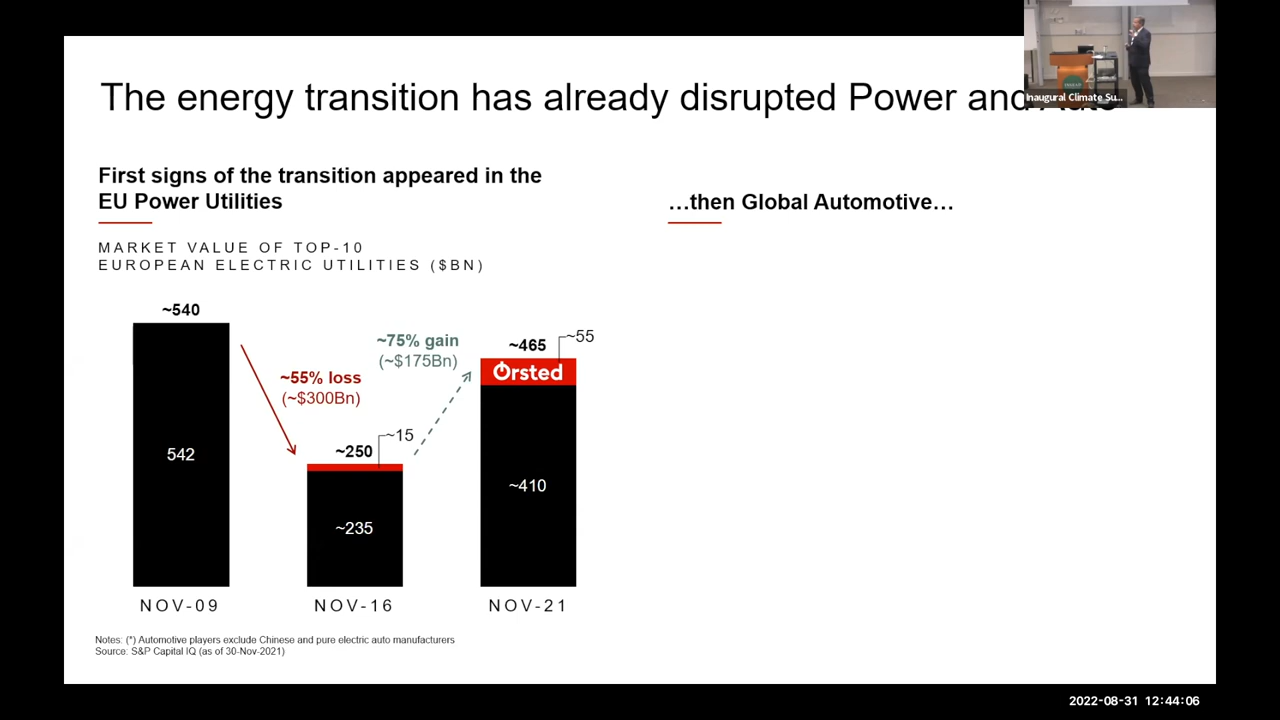 The energy transition has already disrupted Power and Auto
Inaugural Climate Su...
First signs of the transition appeared in the
EU Power Utilities
...then Global Automotive...
MARKET VALUE OF TOP-10
EUROPEAN ELECTRIC UTILITIES ($BN)
~540
542
~55% loss
(~$300Bn)
~250
~15
~235
~75% gain
(~$175Bn)
~465
~55
Ørsted
~410
NOV-09 NOV-16 NOV-21
Notes: (*) Automotive players exclude Chinese and pure electric auto manufacturers
Source: S&P Capital IQ (as of 30-Nov-2021)
2022-08-31 12:44:06